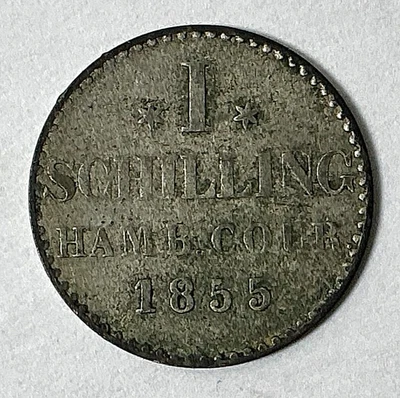 * I *
SCHILLING
HAMB. COUR.
1855